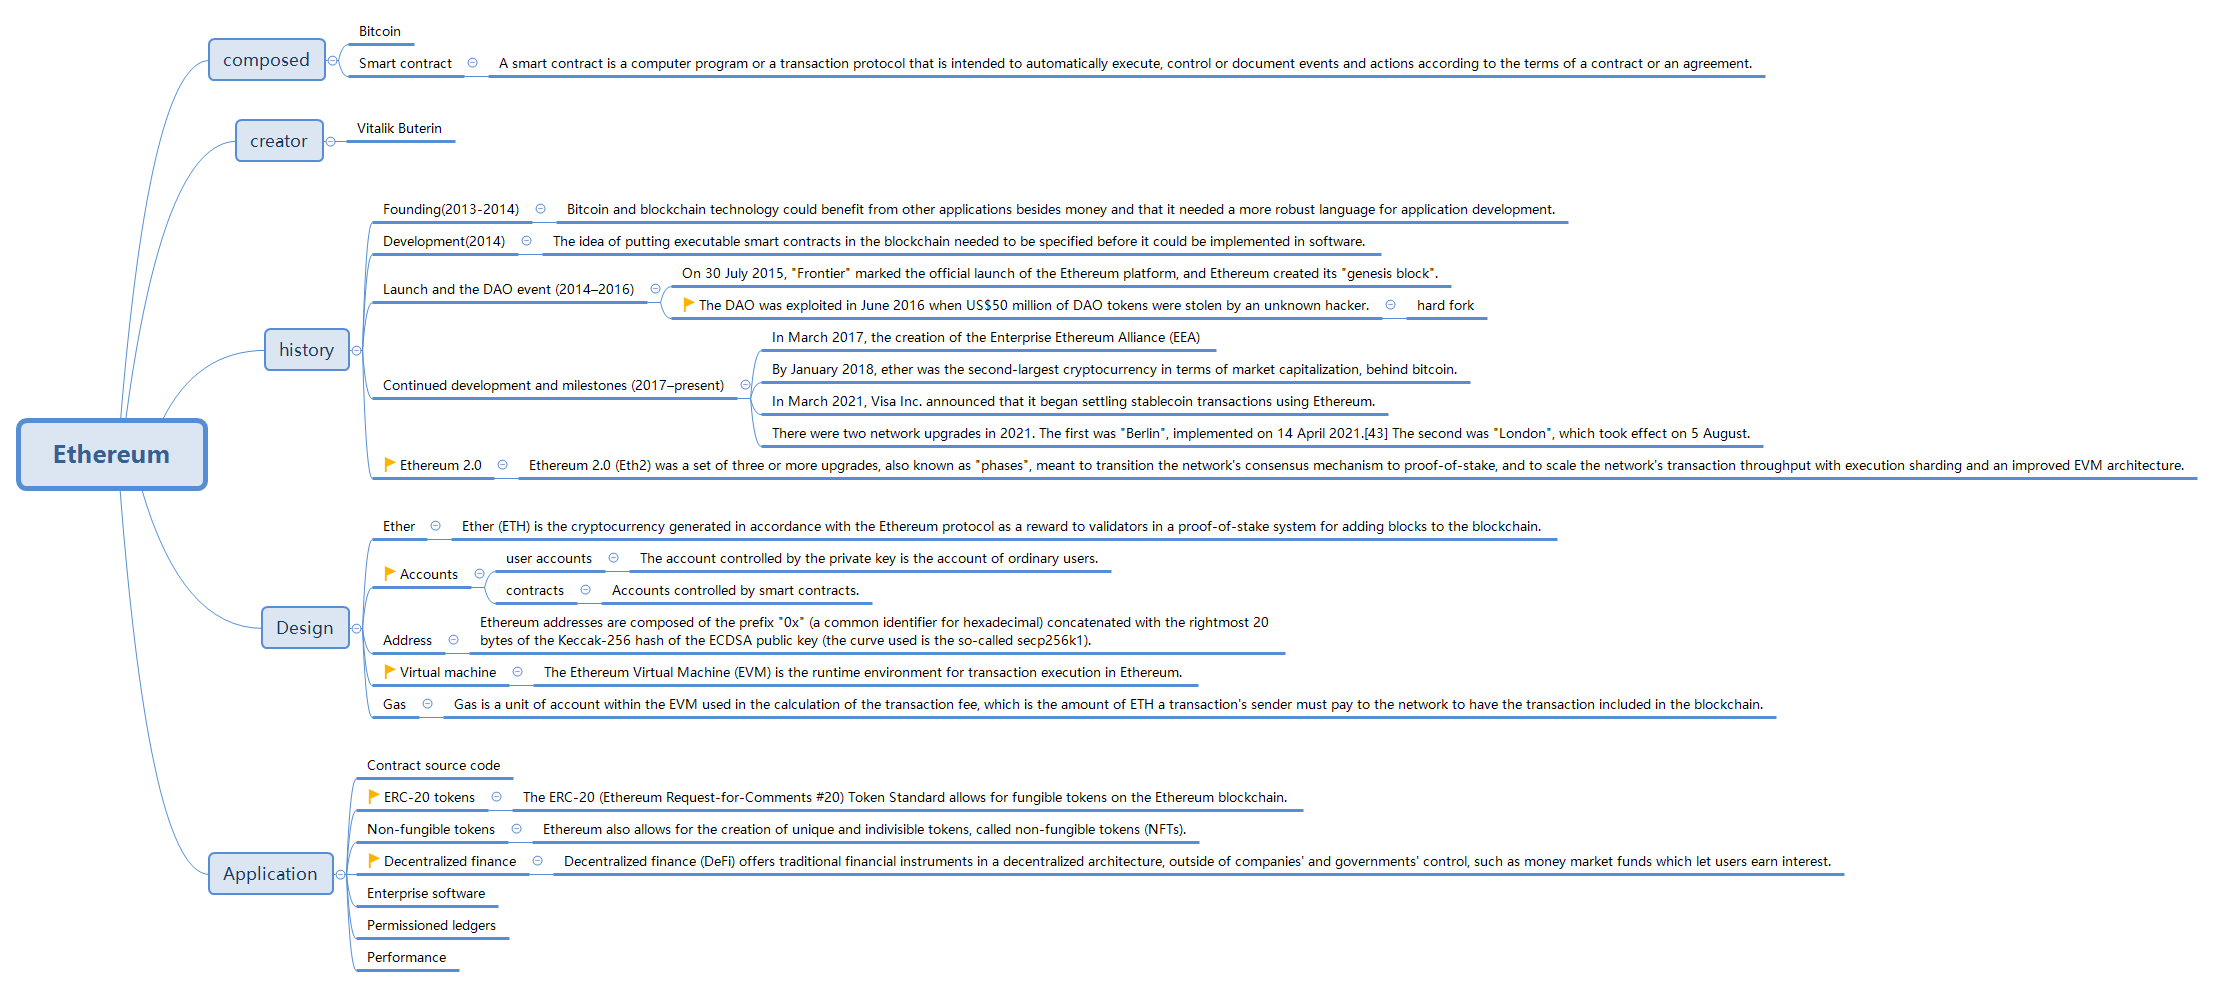 Ethereum
composed
Bitcoin
Smart contract
A smart contract is a computer program or a transaction protocol that is intended to automatically execute, control or document events and actions according to the terms of a contract or an agreement.
creator
Vitalik Buterin
history
Founding(2013-2014)
Bitcoin and blockchain technology could benefit from other applications besides money and that it needed a more robust language for application development.
Development(2014)
The idea of putting executable smart contracts in the blockchain needed to be specified before it could be implemented in software.
Launch and the DAO event (2014–2016)
On 30 July 2015, "Frontier" marked the official launch of the Ethereum platform, and Ethereum created its "genesis block".
The DAO was exploited in June 2016 when US$50 million of DAO tokens were stolen by an unknown hacker.
hard fork
Continued development and milestones (2017–present)
In March 2017, the creation of the Enterprise Ethereum Alliance (EEA)
By January 2018, ether was the second-largest cryptocurrency in terms of market capitalization, behind bitcoin.
In March 2021, Visa Inc. announced that it began settling stablecoin transactions using Ethereum.
There were two network upgrades in 2021. The first was "Berlin", implemented on 14 April 2021.[43] The second was "London", which took effect on 5 August.
Ethereum 2.0
Ethereum 2.0 (Eth2) was a set of three or more upgrades, also known as "phases", meant to transition the network's consensus mechanism to proof-of-stake, and to scale the network's transaction throughput with execution sharding and an improved EVM architecture.
Design
Ether
Ether (ETH) is the cryptocurrency generated in accordance with the Ethereum protocol as a reward to validators in a proof-of-stake system for adding blocks to the blockchain.
Accounts
user accounts
The account controlled by the private key is the account of ordinary users.
contracts
Accounts controlled by smart contracts.
Address
Ethereum addresses are composed of the prefix "0x" (a common identifier for hexadecimal) concatenated with the rightmost 20
bytes of the Keccak-256 hash of the ECDSA public key (the curve used is the so-called secp256k1).
Virtual machine
The Ethereum Virtual Machine (EVM) is the runtime environment for transaction execution in Ethereum.
Gas
Gas is a unit of account within the EVM used in the calculation of the transaction fee, which is the amount of ETH a transaction's sender must pay to the network to have the transaction included in the blockchain.
Application
Contract source code
ERC-20 tokens
The ERC-20 (Ethereum Request-for-Comments #20) Token Standard allows for fungible tokens on the Ethereum blockchain.
Non-fungible tokens
Ethereum also allows for the creation of unique and indivisible tokens, called non-fungible tokens (NFTs).
Decentralized finance
Decentralized finance (DeFi) offers traditional financial instruments in a decentralized architecture, outside of companies' and governments' control, such as money market funds which let users earn interest.
Enterprise software
Permissioned ledgers
Performance